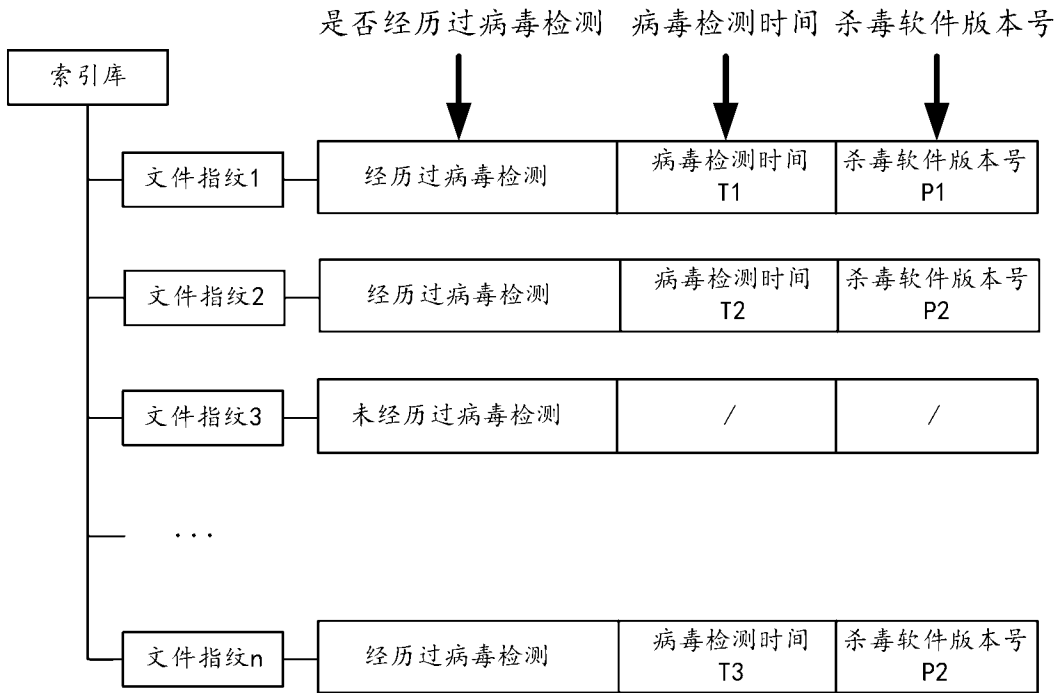 是否经历过病毒检测 病毒检测时间 杀毒软件版本号
索引库
文件指纹1 经历过病毒检测 病毒检测时间 杀毒软件版本号
T1 P1
文件指纹2 经历过病毒检测 病毒检测时间 杀毒软件版本号
T2 P2
文件指纹3 未经历过病毒检测 / /
...
文件指纹n 经历过病毒检测 病毒检测时间 杀毒软件版本号
T3 P2